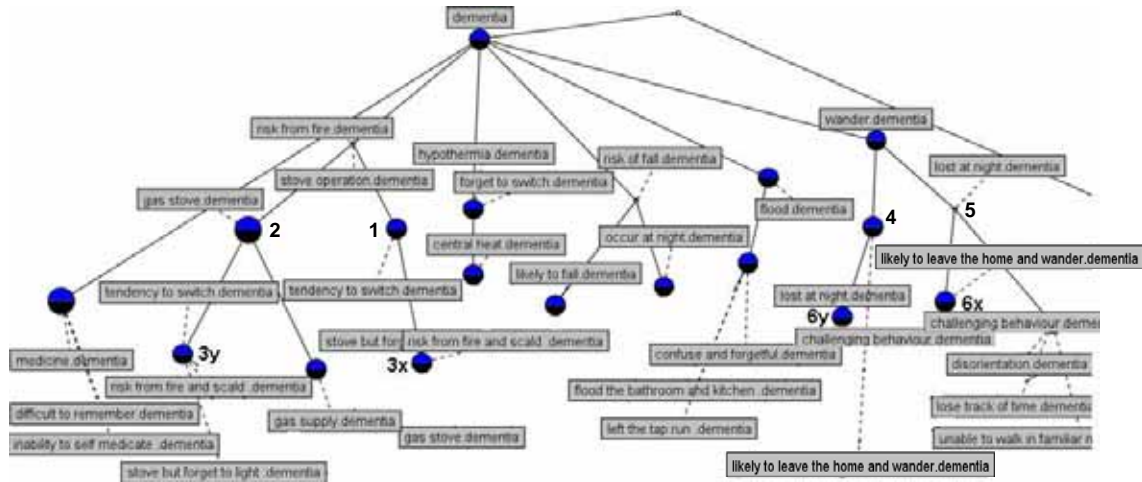 dementia
risk from fire.dementia
wander.dementia
hypothermia.dementia
risk of fall.dementia
lost at night.dementia
stove operation.dementia
forget to switch.dementia
gas stove.dementia
flood.dementia
2
1
4
5
central heat.dementia
occur at night.dementia
likely to leave the home and wander.dementia
likely to fall.dementia
tendency to switch.dementia
tendency to switch.dementia
lost at night.dementia
6y
6x
challenging behaviour.demen
stove but forg
risk from fire and scald .dementia
challenging behaviour.dementia
3y
3x
medicine.dementia
confuse and forgetful.dementia
disorientation.dementia
risk from fire and scald .dementia
flood the bathroom and kitchen .dementia
difficult to remember.dementia
gas supply.dementia
lose track of time.dementia
left the tap run .dementia
inability to self medicate .dementia
gas stove.dementia
unable to walk in familiar n
stove but forget to light .dementia
likely to leave the home and wander.dementia